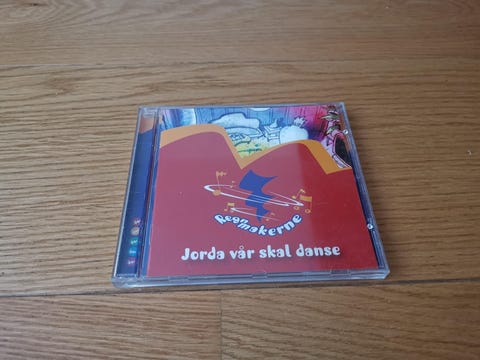 Regnmakerne
Jorda vår skal danse